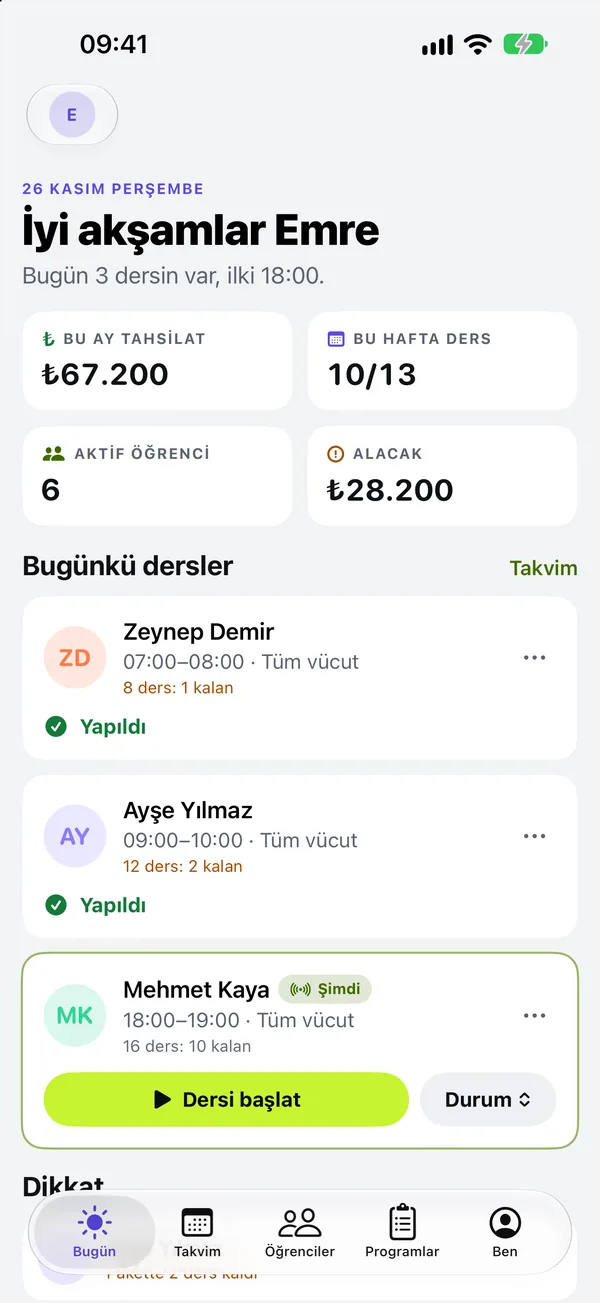 09:41
E
26 KASIM PERŞEMBE
İyi akşamlar Emre
Bugün 3 dersin var, ilki 18:00.
₺ BU AY TAHSİLAT
₺67.200
BU HAFTA DERS
10/13
AKTİF ÖĞRENCİ
6
ALACAK
₺28.200
Bugünkü dersler
Takvim
ZD
Zeynep Demir
07:00–08:00 · Tüm vücut
8 ders: 1 kalan
Yapıldı
AY
Ayşe Yılmaz
09:00–10:00 · Tüm vücut
12 ders: 2 kalan
Yapıldı
MK
Mehmet Kaya
Şimdi
18:00–19:00 · Tüm vücut
16 ders: 10 kalan
Dersi başlat
Durum
Dikkat
Pakette 2 ders kaldı
Bugün
Takvim
Öğrenciler
Programlar
Ben